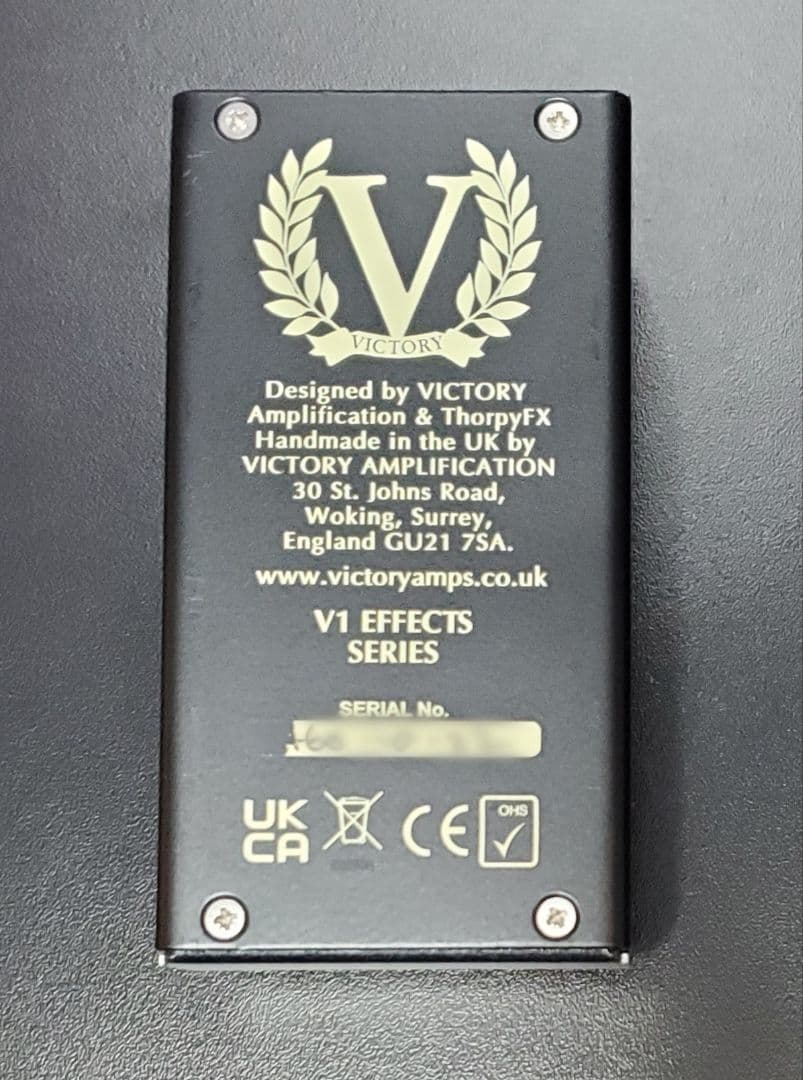 V
VICTORY
Designed by VICTORY
Amplification & ThorpyFX
Handmade in the UK by
VICTORY AMPLIFICATION
30 St. Johns Road,
Woking, Surrey,
England GU21 7SA.
www.victoryamps.co.uk
V1 EFFECTS
SERIES
SERIAL No.
UK
CA
CE
OHS